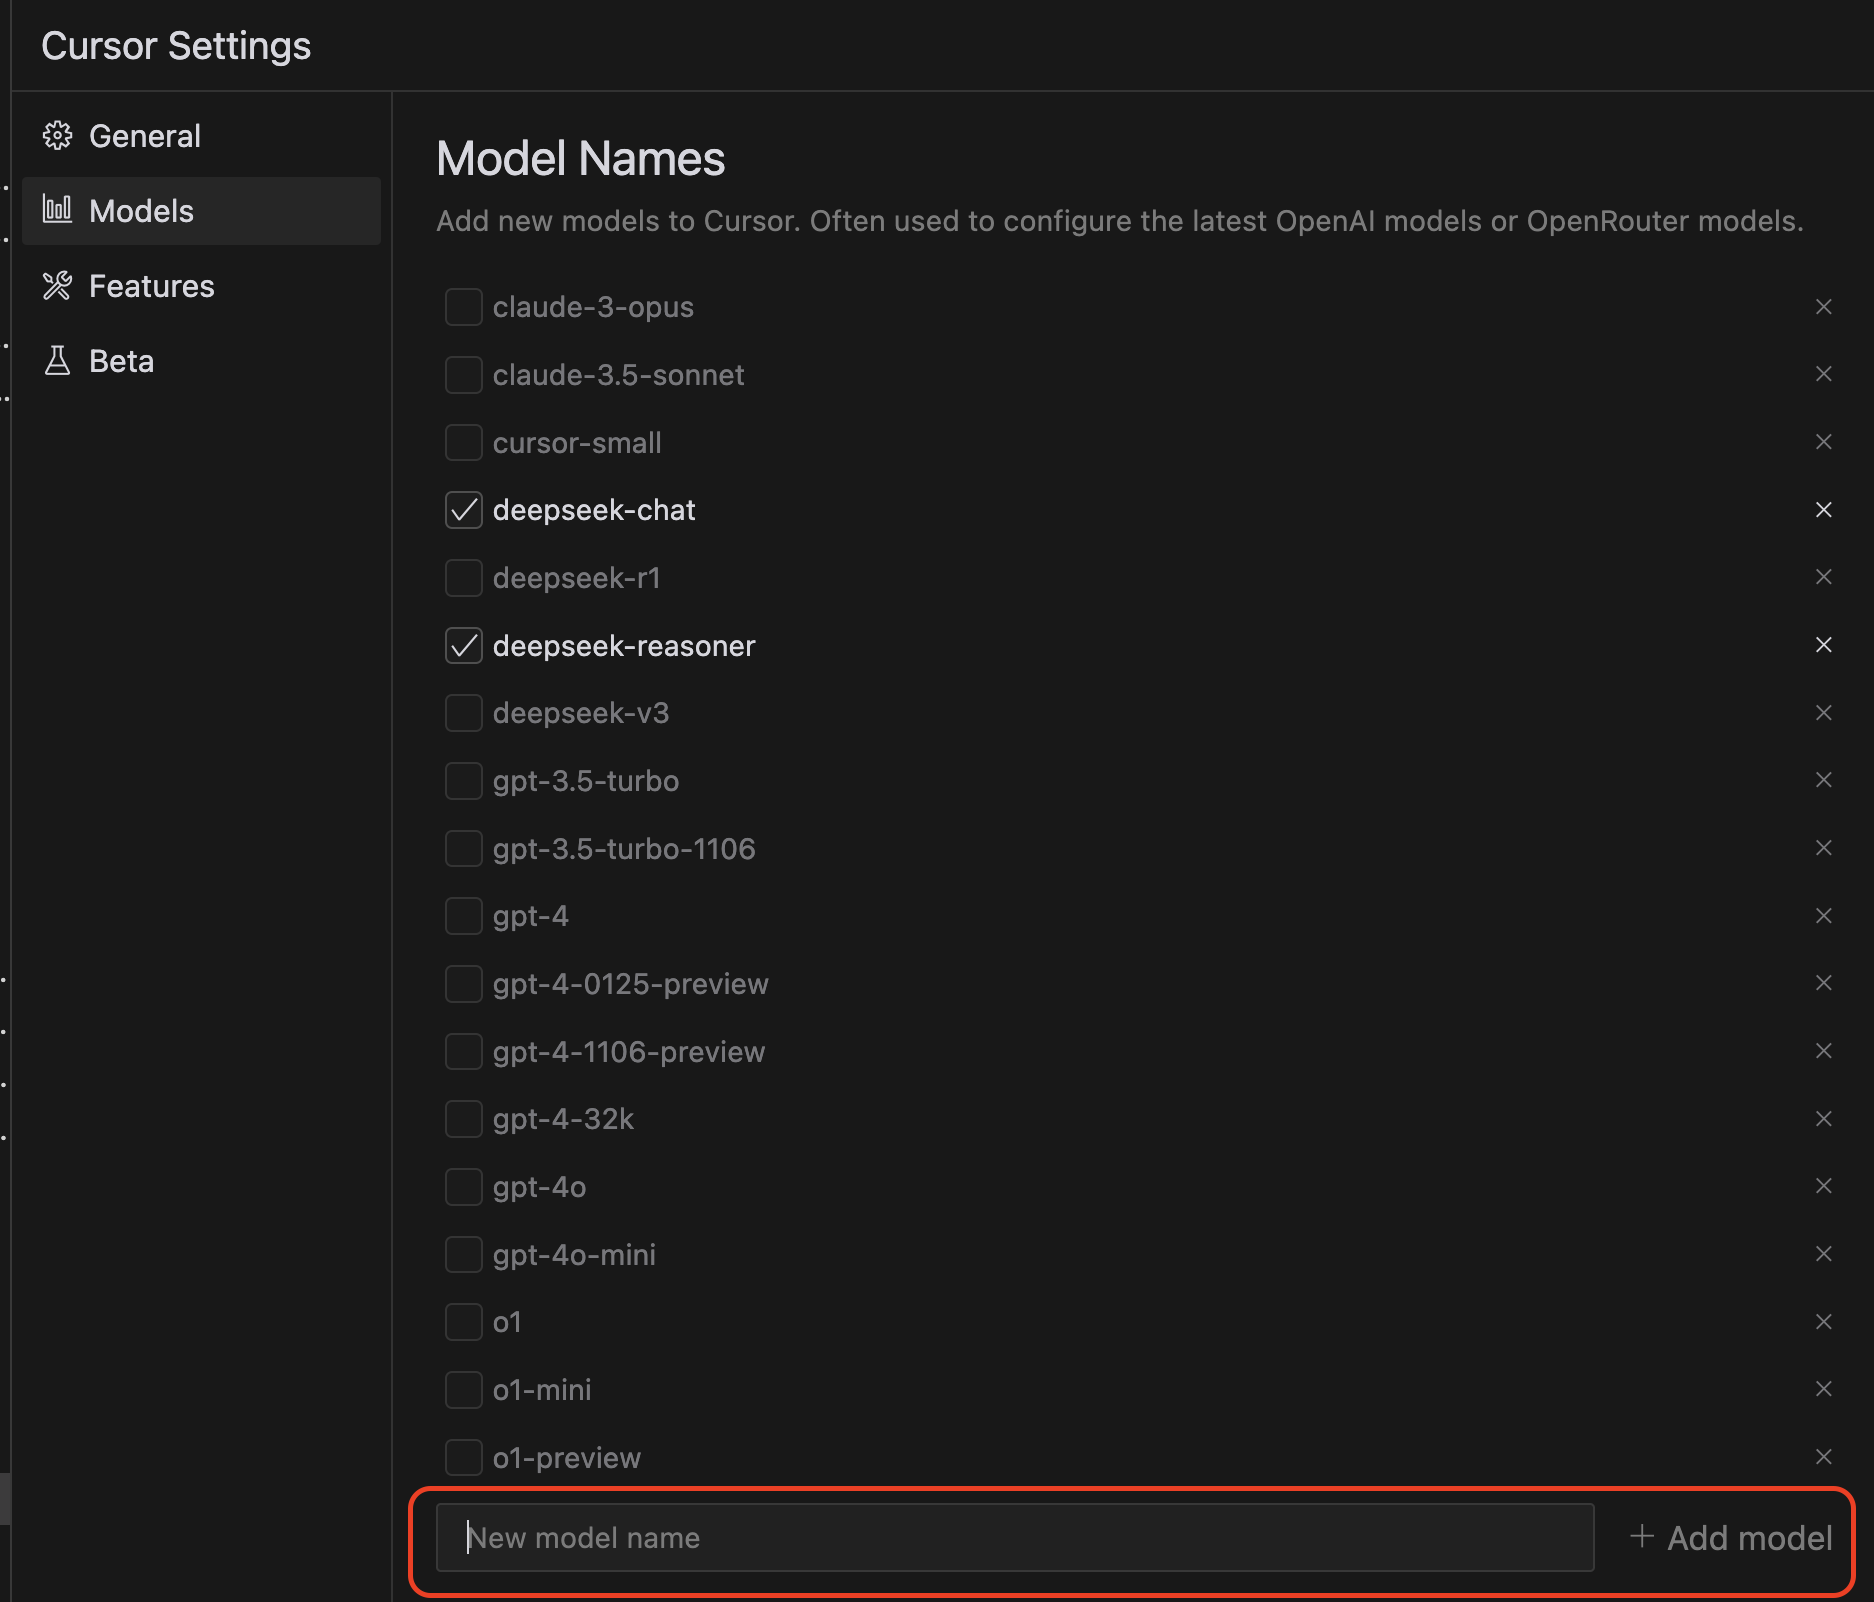 Cursor Settings
General
Models
Features
Beta
Model Names
Add new models to Cursor. Often used to configure the latest OpenAI models or OpenRouter models.
claude-3-opus
claude-3.5-sonnet
cursor-small
deepseek-chat
deepseek-r1
deepseek-reasoner
deepseek-v3
gpt-3.5-turbo
gpt-3.5-turbo-1106
gpt-4
gpt-4-0125-preview
gpt-4-1106-preview
gpt-4-32k
gpt-4o
gpt-4o-mini
o1
o1-mini
o1-preview
New model name
+ Add model